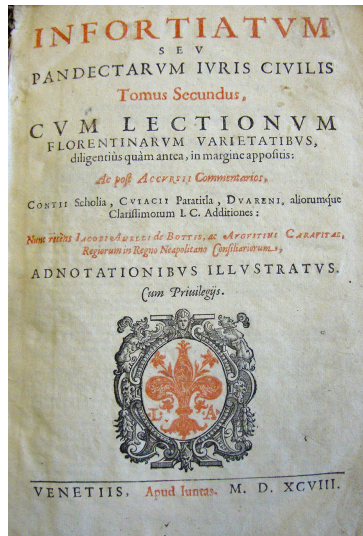 INFORTIATVM
SEV
PANDECTARVM IVRIS CIVILIS
Tomus Secundus,
CVM LECTIONVM
FLORENTINARVM VARIETATIBVS,
diligentiùs quàm antea, in margine appositis:
Ac post ACCVRSII Commentarios,
CONTII Scholia, CVIACII Paratitla, DVARENI, aliorumque
Clarissimorum I. C. Additiones:
Nunc recens IACOBI ANELLI de BOTTIS, ac AVGVSTINI CARAVITAE,
Regiorum in Regno Neapolitano Consiliariorum,
ADNOTATIONIBVS ILLVSTRATVS.
Cum Priuilegijs.
L. A
VENETIIS, Apud Iuntas. M. D. XCVIII.